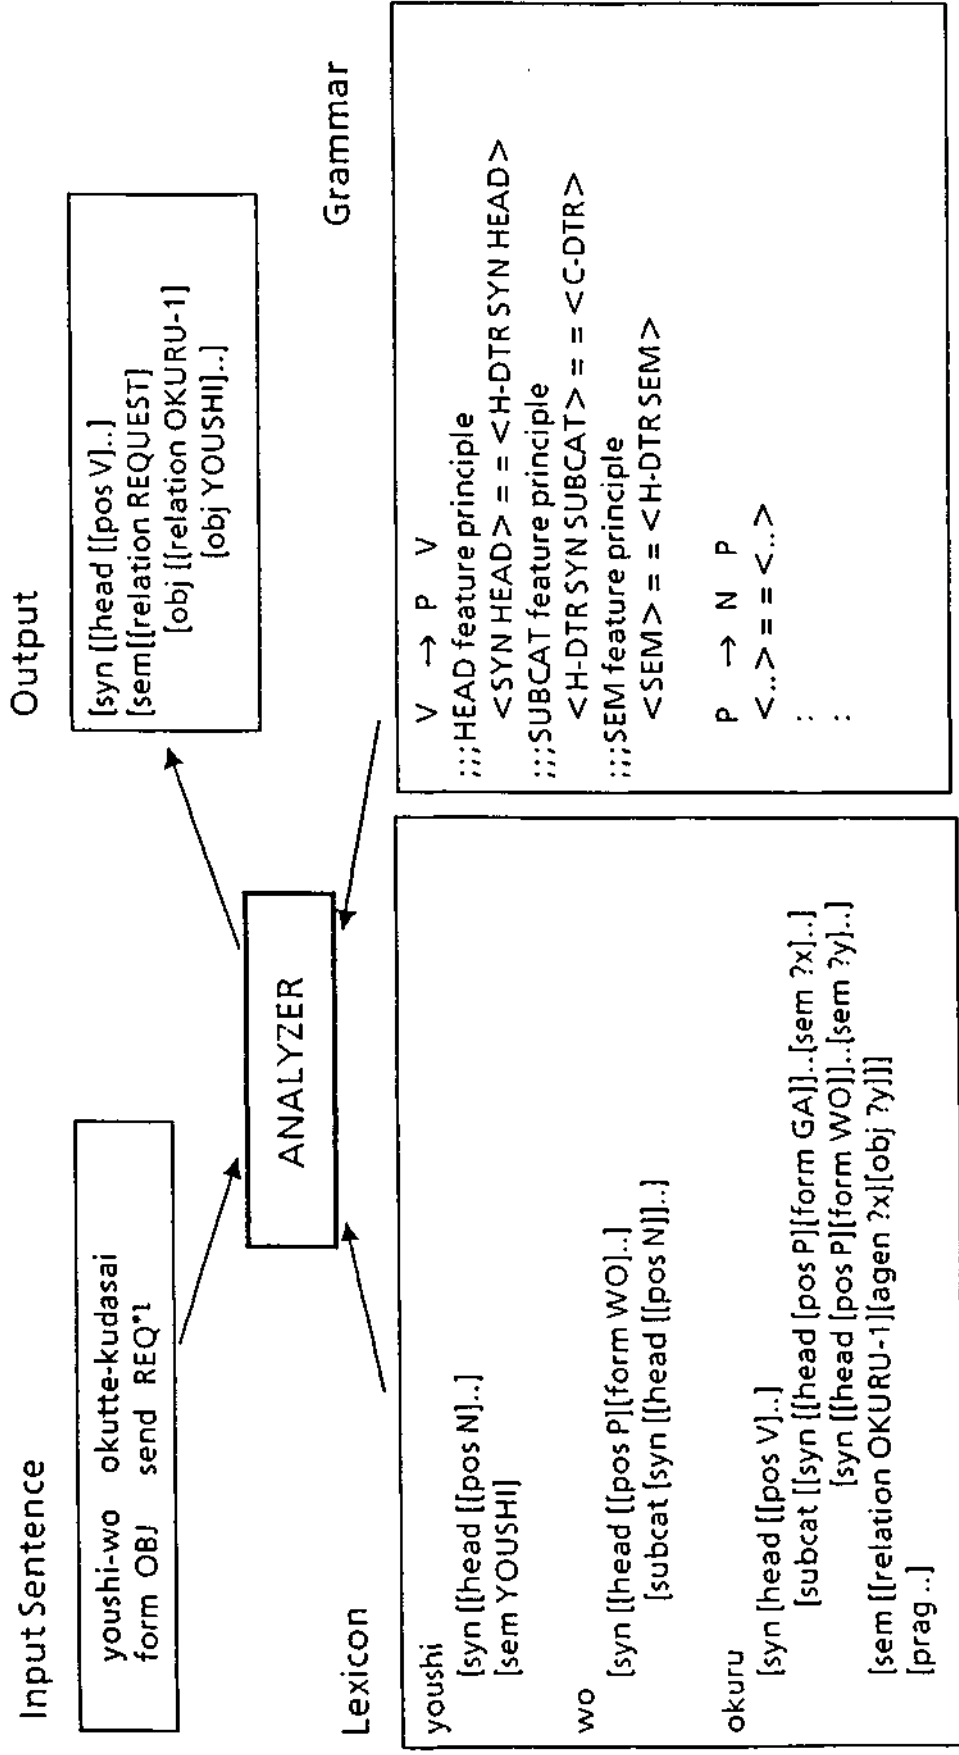 Input Sentence
youshi-wo okutte-kudasai
form OBJ send REQ*1
Output
[syn [[head [[pos V]..]
[sem[[relation REQUEST]
[obj [[relation OKURU-1]
[obj YOUSHI]..]
ANALYZER
Lexicon
youshi
[syn [[head [[pos N]..]
[sem YOUSHI]
wo
[syn [[head [[pos P][form WO]..]
[subcat [syn [[head [[pos N]]..]
okuru
[syn [head [[pos V]..]
[subcat [[syn [[head [pos P][form GA]]..[sem ?x]..]
[syn [[head [pos P][form WO]]..[sem ?y]..]
[sem [[relation OKURU-1][agen ?x][obj ?y]]]
[prag ..]
Grammar
V → P V
;;;HEAD feature principle
<SYN HEAD> = = <H-DTR SYN HEAD>
;;;SUBCAT feature principle
<H-DTR SYN SUBCAT> = = <C-DTR>
;;;SEM feature principle
<SEM> = = <H-DTR SEM>
P → N P
<..> = = <..>
:
: